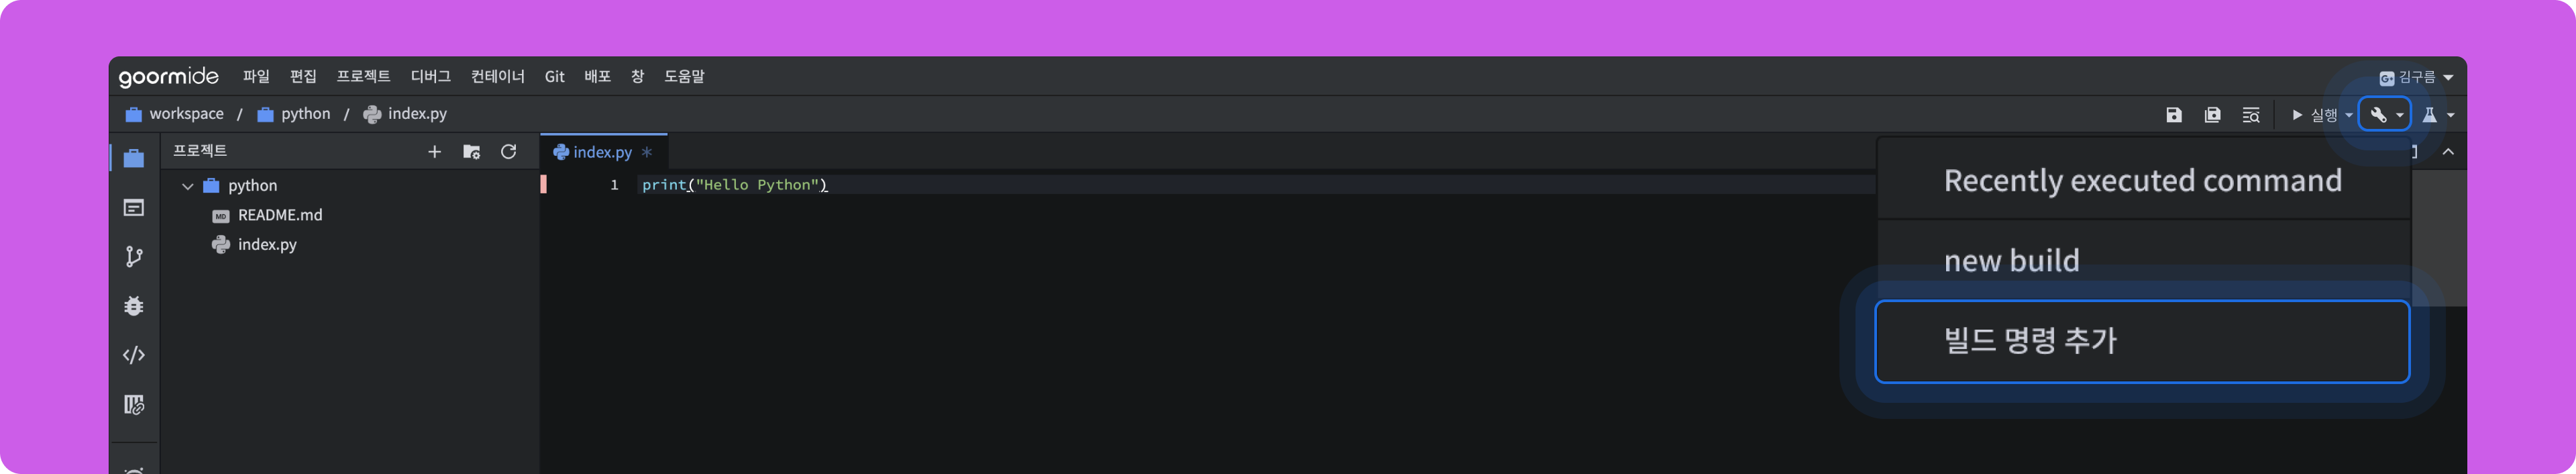 goormide 파일 편집 프로젝트 디버그 컨테이너 Git 배포 창 도움말 G+ 김구름
workspace / python / index.py 실행
프로젝트 index.py *
Recently executed command
python 1 print("Hello Python")
MD README.md
index.py
new build
빌드 명령 추가